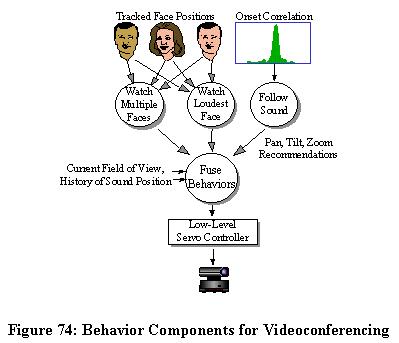 Tracked Face Positions
Onset Correlation
Watch
Multiple
Faces
Watch
Loudest
Face
Follow
Sound
Pan, Tilt, Zoom
Recommendations
Current Field of View,
History of Sound Position
Fuse
Behaviors
Low-Level
Servo Controller
Figure 74: Behavior Components for Videoconferencing